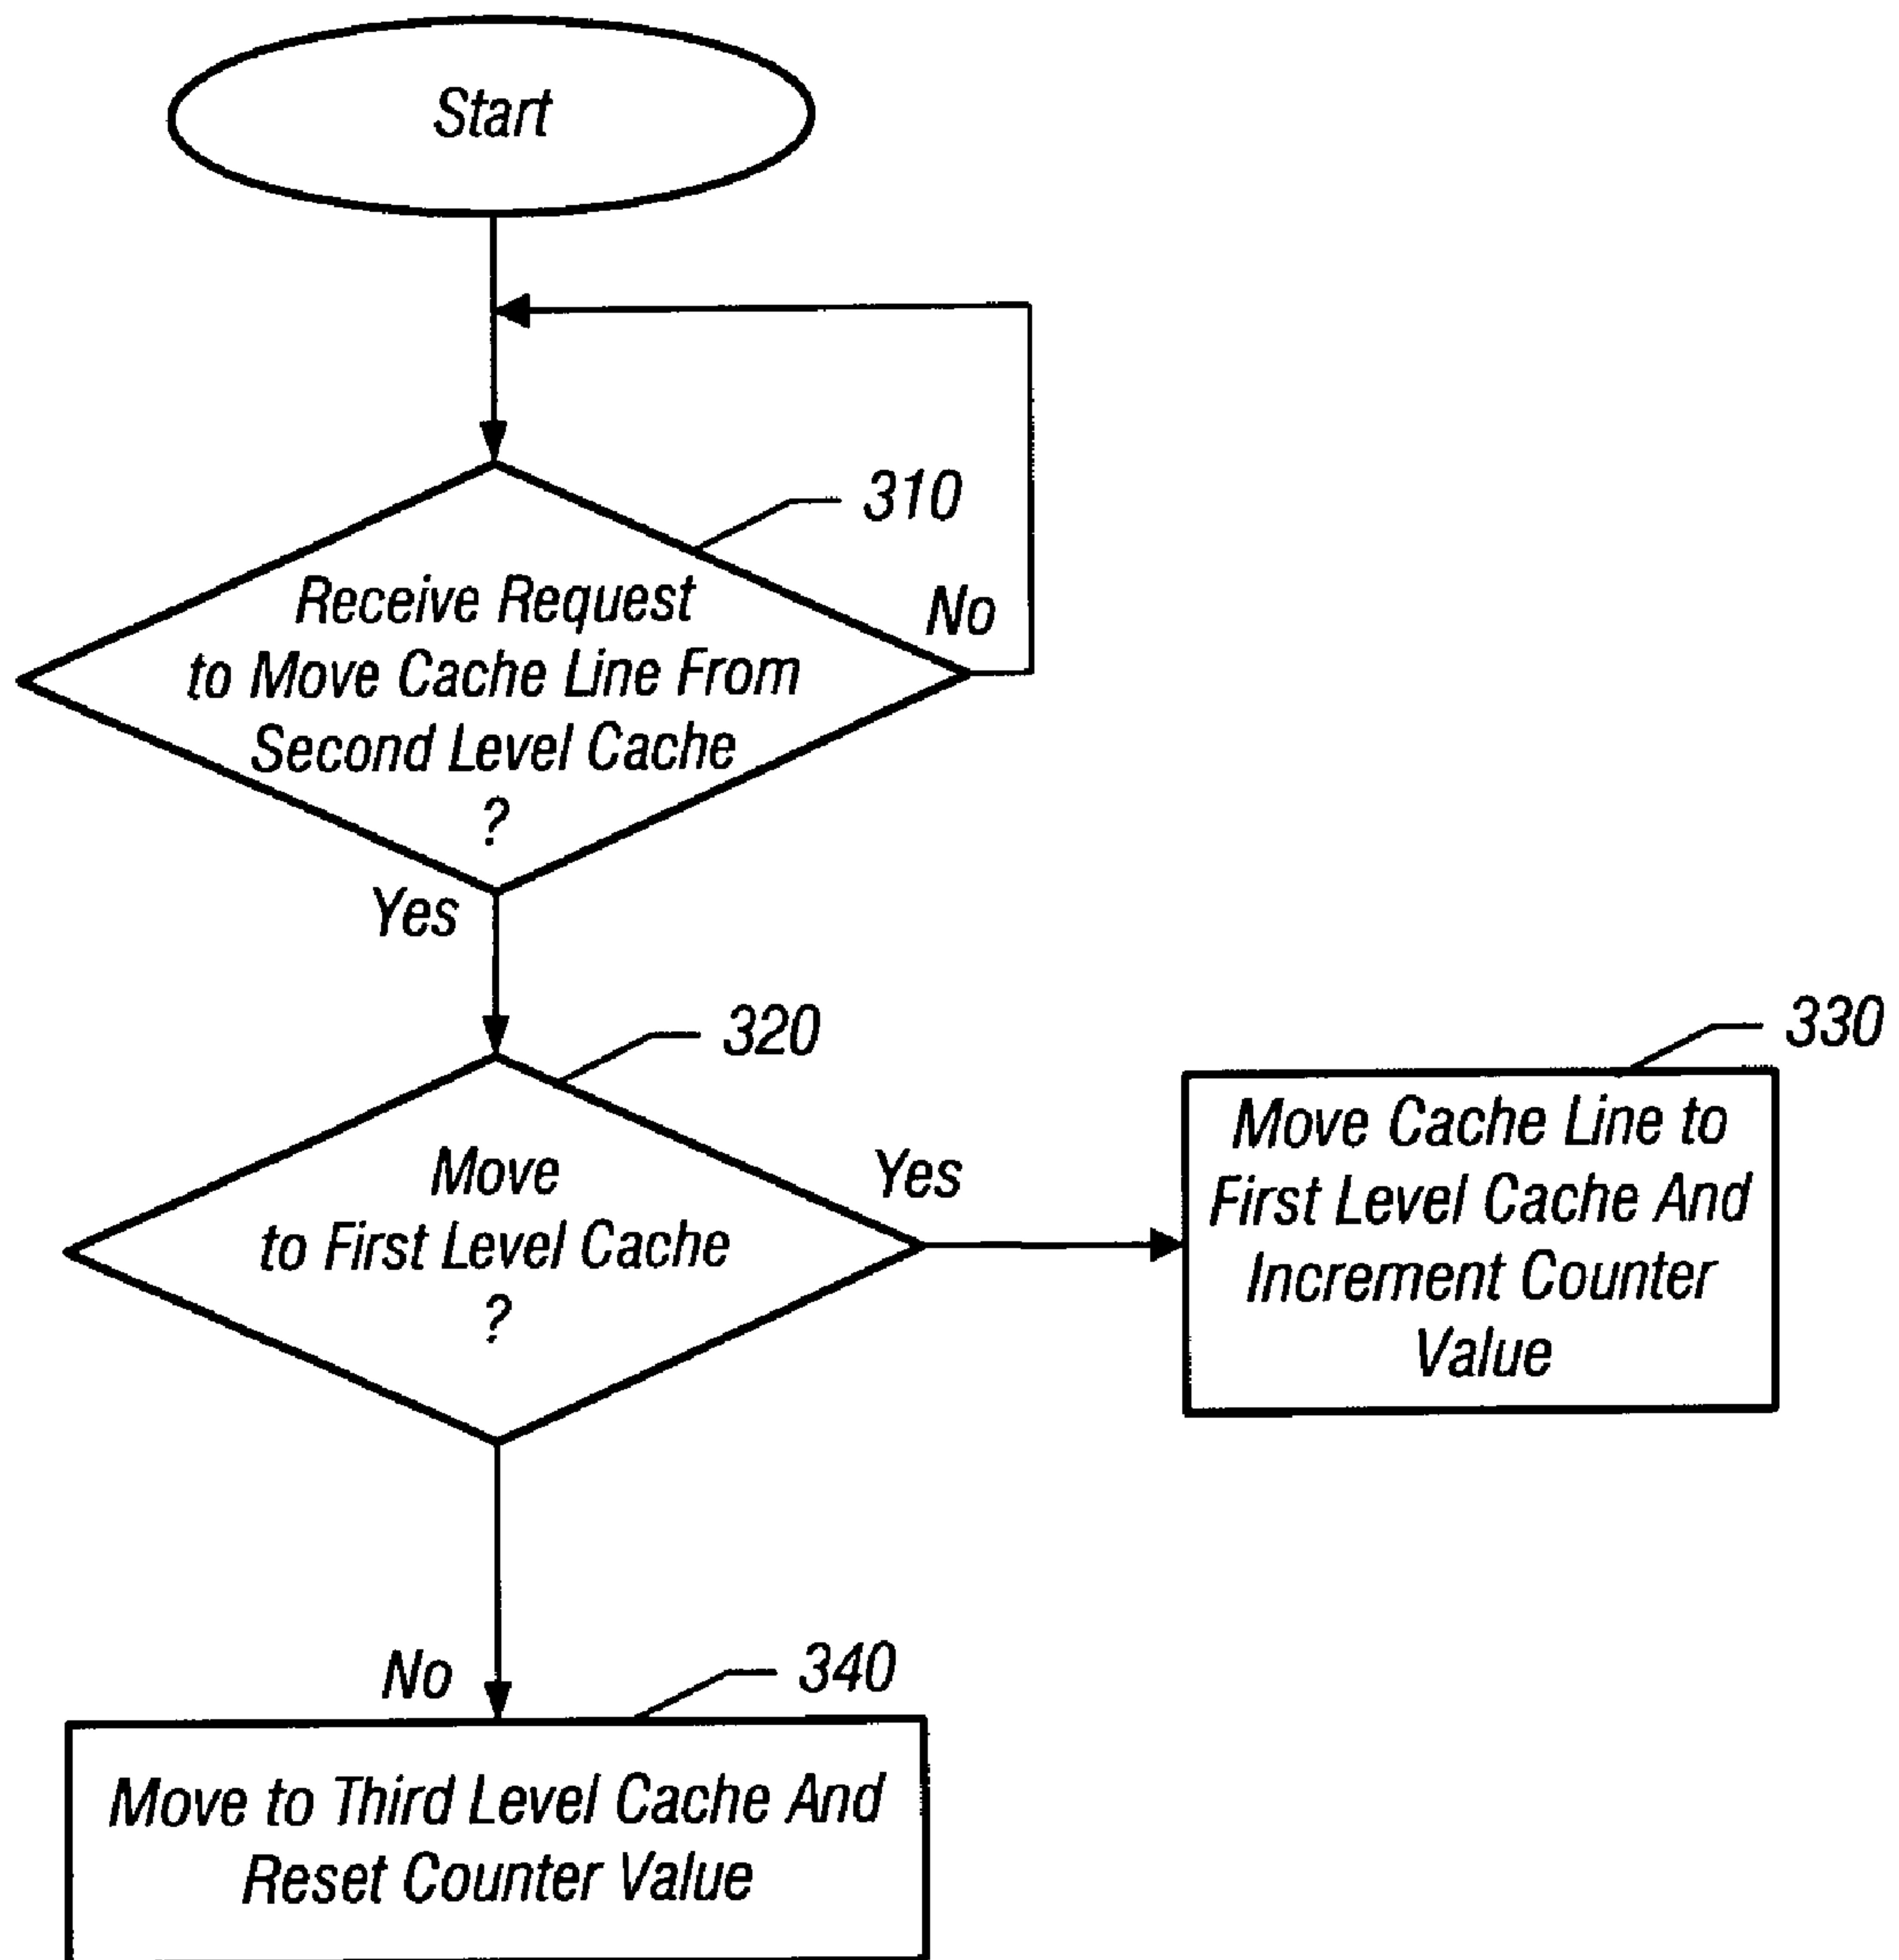 Start
310
Receive Request
to Move Cache Line From
Second Level Cache
?
No
Yes
320
Move
to First Level Cache
?
Yes
330
Move Cache Line to
First Level Cache And
Increment Counter
Value
No
340
Move to Third Level Cache And
Reset Counter Value